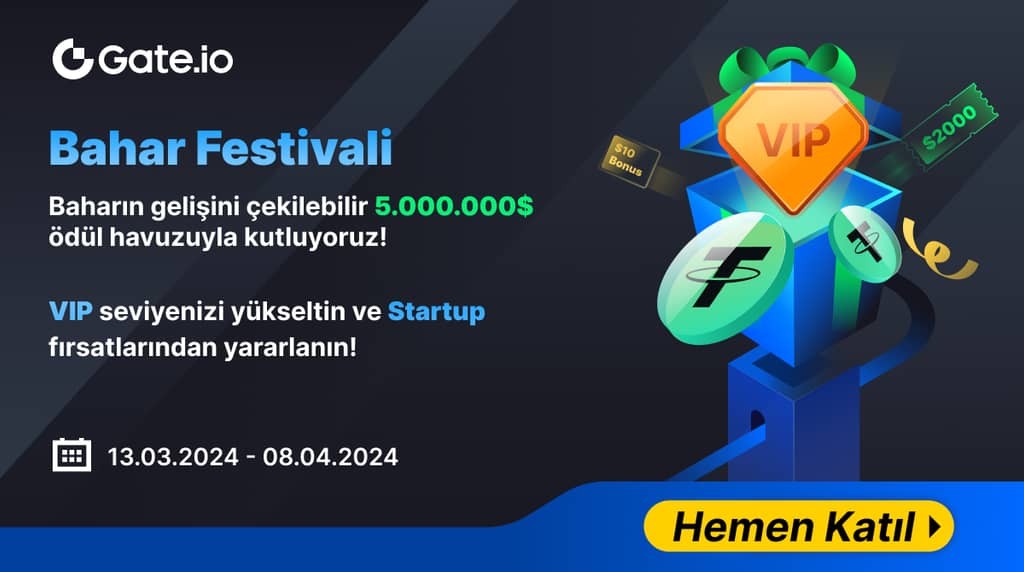 Gate.io
Bahar Festivali
Baharın gelişini çekilebilir 5.000.000$
ödül havuzuyla kutluyoruz!
VIP seviyenizi yükseltin ve Startup
fırsatlarından yararlanın!
13.03.2024 - 08.04.2024
$10
Bonus
VIP
$2000
Hemen Katıl